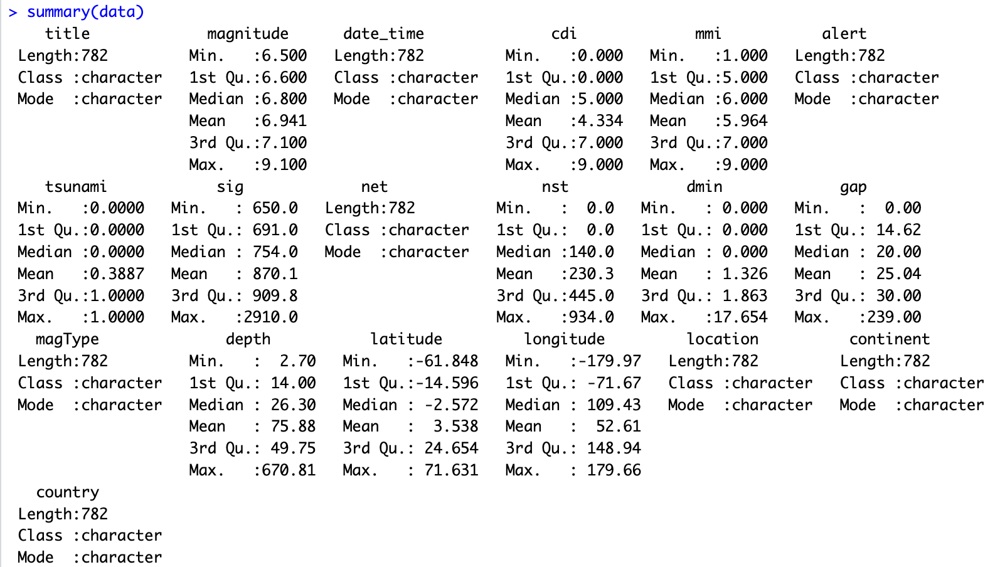 > summary(data)
    title             magnitude      date_time              cdi             mmi           alert
 Length:782         Min.   :6.500   Length:782         Min.   :0.000   Min.   :1.000   Length:782
 Class :character   1st Qu.:6.600   Class :character   1st Qu.:0.000   1st Qu.:5.000   Class :character
 Mode  :character   Median :6.800   Mode  :character   Median :5.000   Median :6.000   Mode  :character
                    Mean   :6.941                      Mean   :4.334   Mean   :5.964
                    3rd Qu.:7.100                      3rd Qu.:7.000   3rd Qu.:7.000
                    Max.   :9.100                      Max.   :9.000   Max.   :9.000
    tsunami            sig             net                 nst             dmin             gap
 Min.   :0.0000   Min.   : 650.0   Length:782         Min.   :  0.0   Min.   : 0.000   Min.   :  0.00
 1st Qu.:0.0000   1st Qu.: 691.0   Class :character   1st Qu.:  0.0   1st Qu.: 0.000   1st Qu.: 14.62
 Median :0.0000   Median : 754.0   Mode  :character   Median :140.0   Median : 0.000   Median : 20.00
 Mean   :0.3887   Mean   : 870.1                      Mean   :230.3   Mean   : 1.326   Mean   : 25.04
 3rd Qu.:1.0000   3rd Qu.: 909.8                      3rd Qu.:445.0   3rd Qu.: 1.863   3rd Qu.: 30.00
 Max.   :1.0000   Max.   :2910.0                      Max.   :934.0   Max.   :17.654   Max.   :239.00
   magType              depth           latitude         longitude         location          continent
 Length:782         Min.   :  2.70   Min.   :-61.848   Min.   :-179.97   Length:782         Length:782
 Class :character   1st Qu.: 14.00   1st Qu.:-14.596   1st Qu.: -71.67   Class :character   Class :character
 Mode  :character   Median : 26.30   Median : -2.572   Median : 109.43   Mode  :character   Mode  :character
                    Mean   : 75.88   Mean   :  3.538   Mean   :  52.61
                    3rd Qu.: 49.75   3rd Qu.: 24.654   3rd Qu.: 148.94
                    Max.   :670.81   Max.   : 71.631   Max.   : 179.66
   country
 Length:782
 Class :character
 Mode  :character